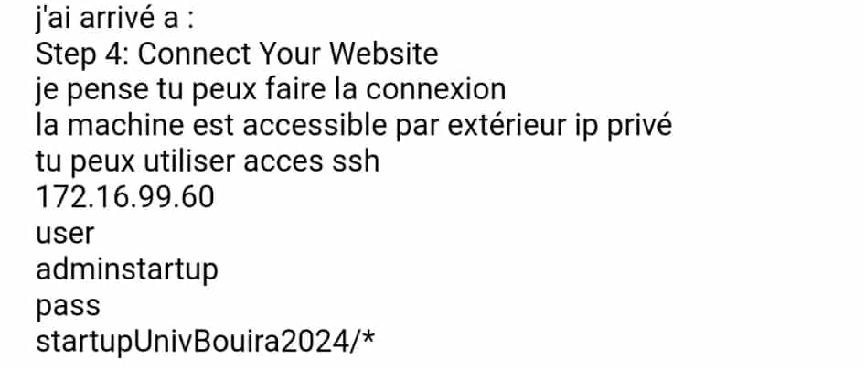 j'ai arrivé a :
Step 4: Connect Your Website
je pense tu peux faire la connexion
la machine est accessible par extérieur ip privé
tu peux utiliser acces ssh
172.16.99.60
user
adminstartup
pass
startupUnivBouira2024/*